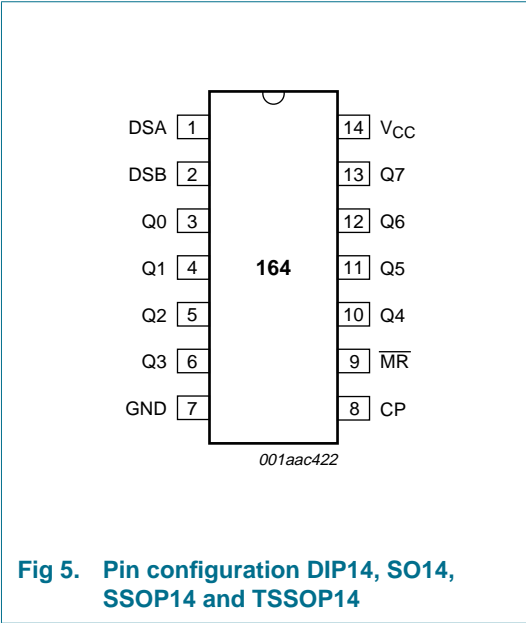 DSA 1 14 VCC
DSB 2 13 Q7
Q0 3 12 Q6
Q1 4 164 11 Q5
Q2 5 10 Q4
Q3 6 9 MR
GND 7 8 CP
001aac422
Fig 5. Pin configuration DIP14, SO14,
SSOP14 and TSSOP14